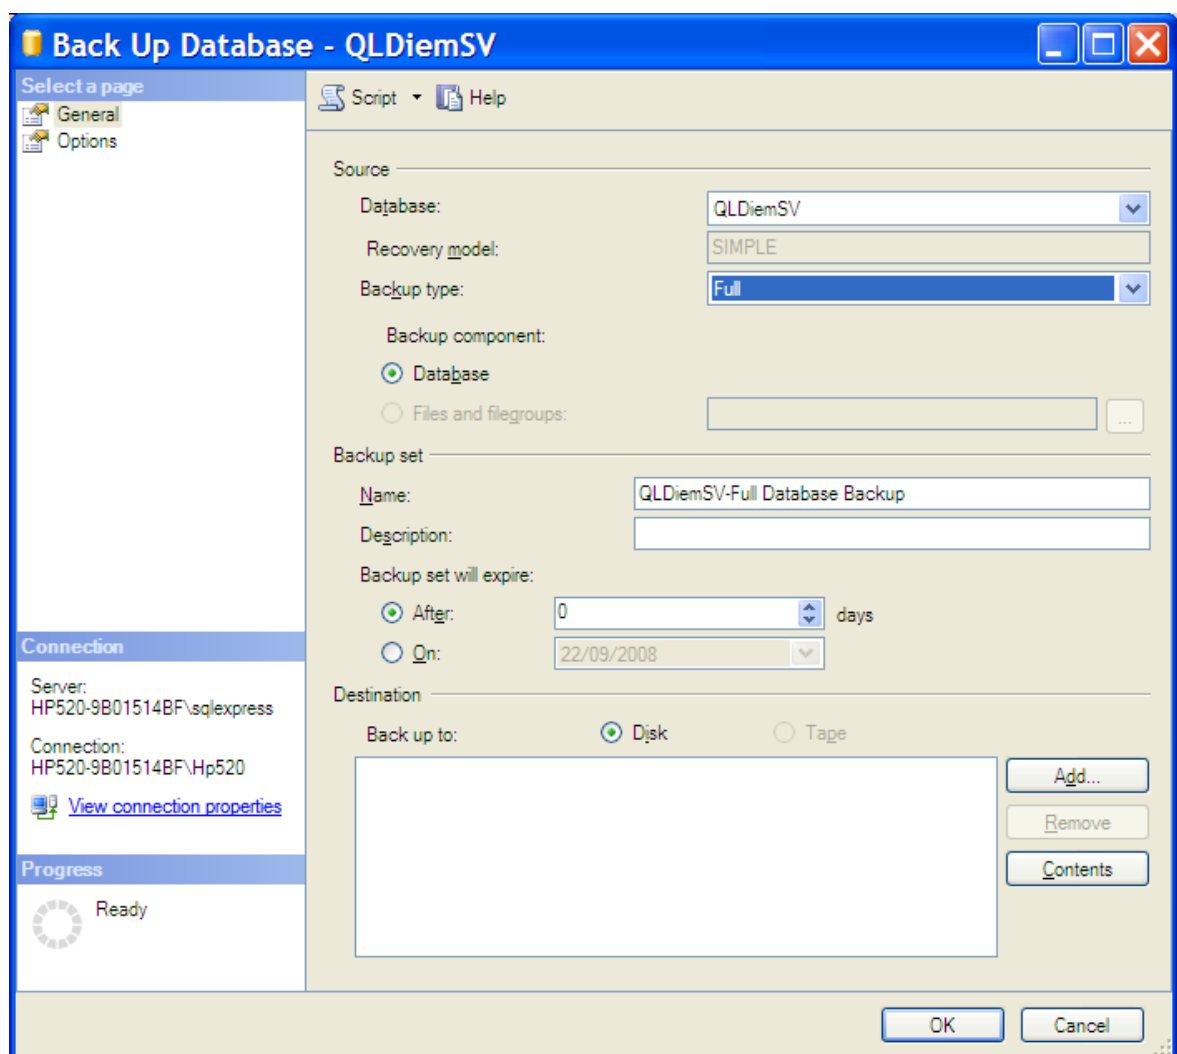 Back Up Database - QLDiemSV
Select a page
General
Options
Script Help
Source
Database: QLDiemSV
Recovery model: SIMPLE
Backup type: Full
Backup component:
Database
Files and filegroups: ...
Backup set
Name: QLDiemSV-Full Database Backup
Description:
Backup set will expire:
After: 0 days
On: 22/09/2008
Destination
Back up to: Disk Tape
Add...
Remove
Contents
Connection
Server:
HP520-9B01514BF\sqlexpress
Connection:
HP520-9B01514BF\Hp520
View connection properties
Progress
Ready
OK Cancel